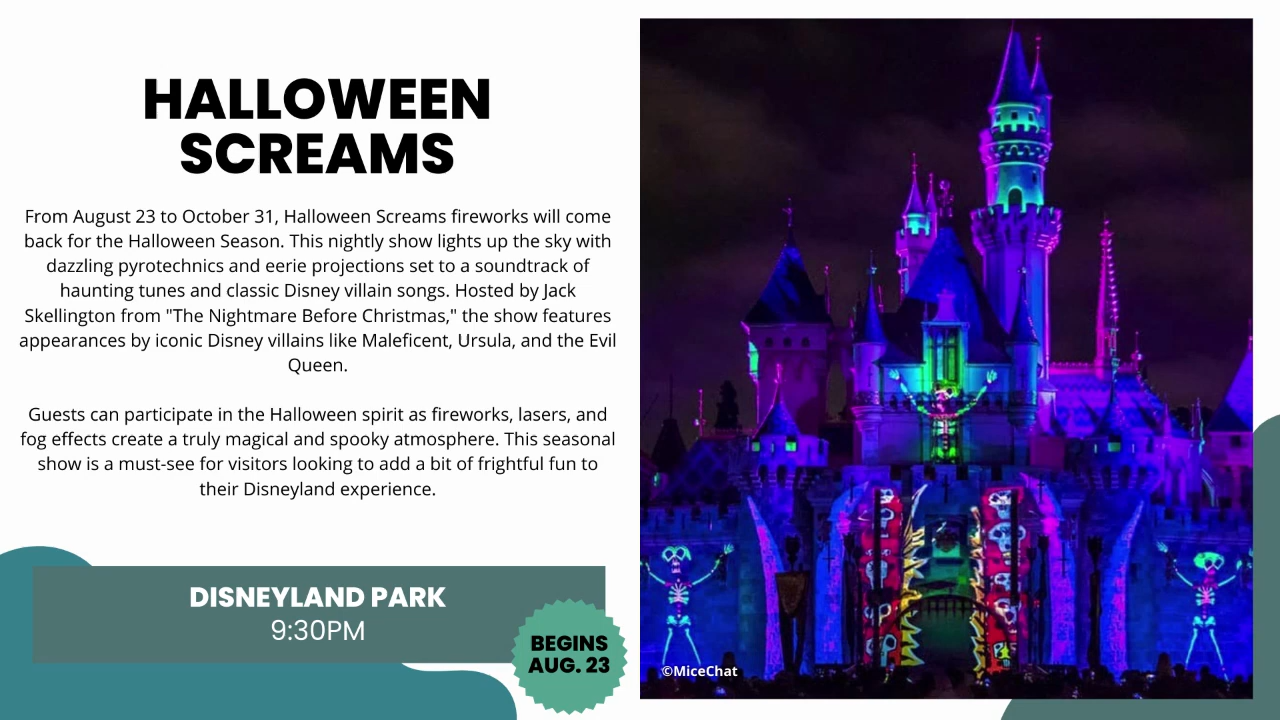 HALLOWEEN
SCREAMS
From August 23 to October 31, Halloween Screams fireworks will come
back for the Halloween Season. This nightly show lights up the sky with
dazzling pyrotechnics and eerie projections set to a soundtrack of
haunting tunes and classic Disney villain songs. Hosted by Jack
Skellington from "The Nightmare Before Christmas," the show features
appearances by iconic Disney villains like Maleficent, Ursula, and the Evil
Queen.
Guests can participate in the Halloween spirit as fireworks, lasers, and
fog effects create a truly magical and spooky atmosphere. This seasonal
show is a must-see for visitors looking to add a bit of frightful fun to
their Disneyland experience.
DISNEYLAND PARK
9:30PM
BEGINS
AUG. 23
©MiceChat